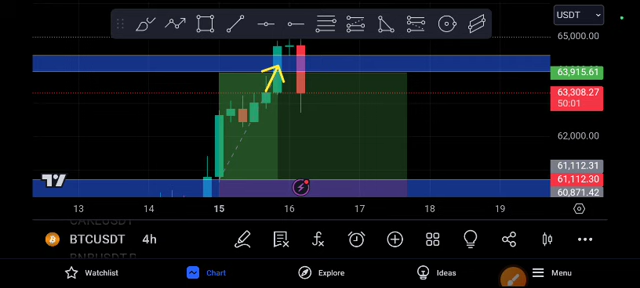 USDT
65,000.00
63,915.61
63,308.27
50:01
62,000.00
61,112.31
61,112.30
60,871.42
13 14 15 16 17 18 19
BTCUSDT 4h
Watchlist Chart Explore Ideas Menu